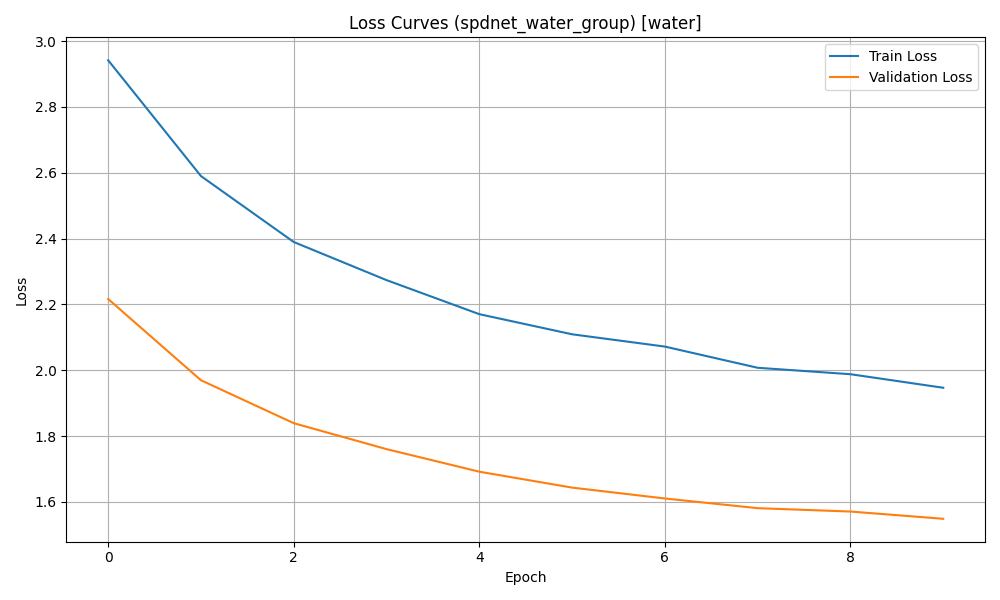 Loss Curves (spdnet_water_group) [water]
Train Loss
Validation Loss
3.0
2.8
2.6
2.4
2.2
2.0
1.8
1.6
Loss
0 2 4 6 8
Epoch